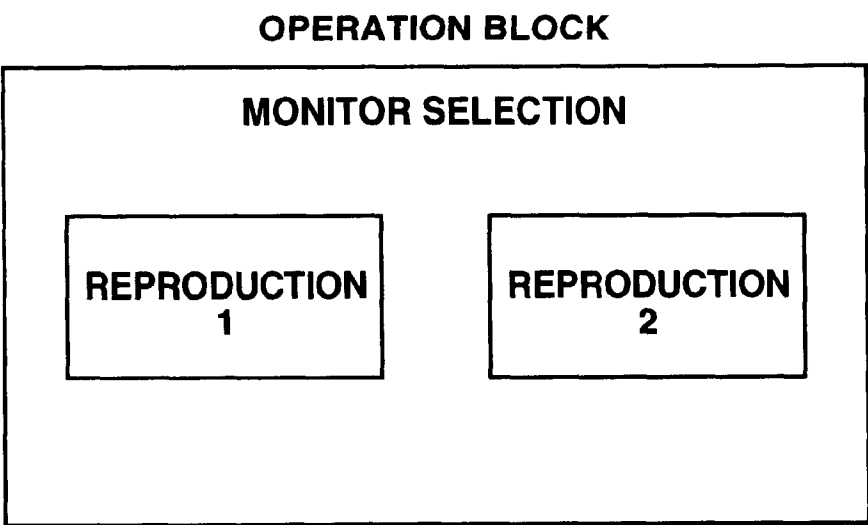 OPERATION BLOCK
MONITOR SELECTION
REPRODUCTION
1
REPRODUCTION
2